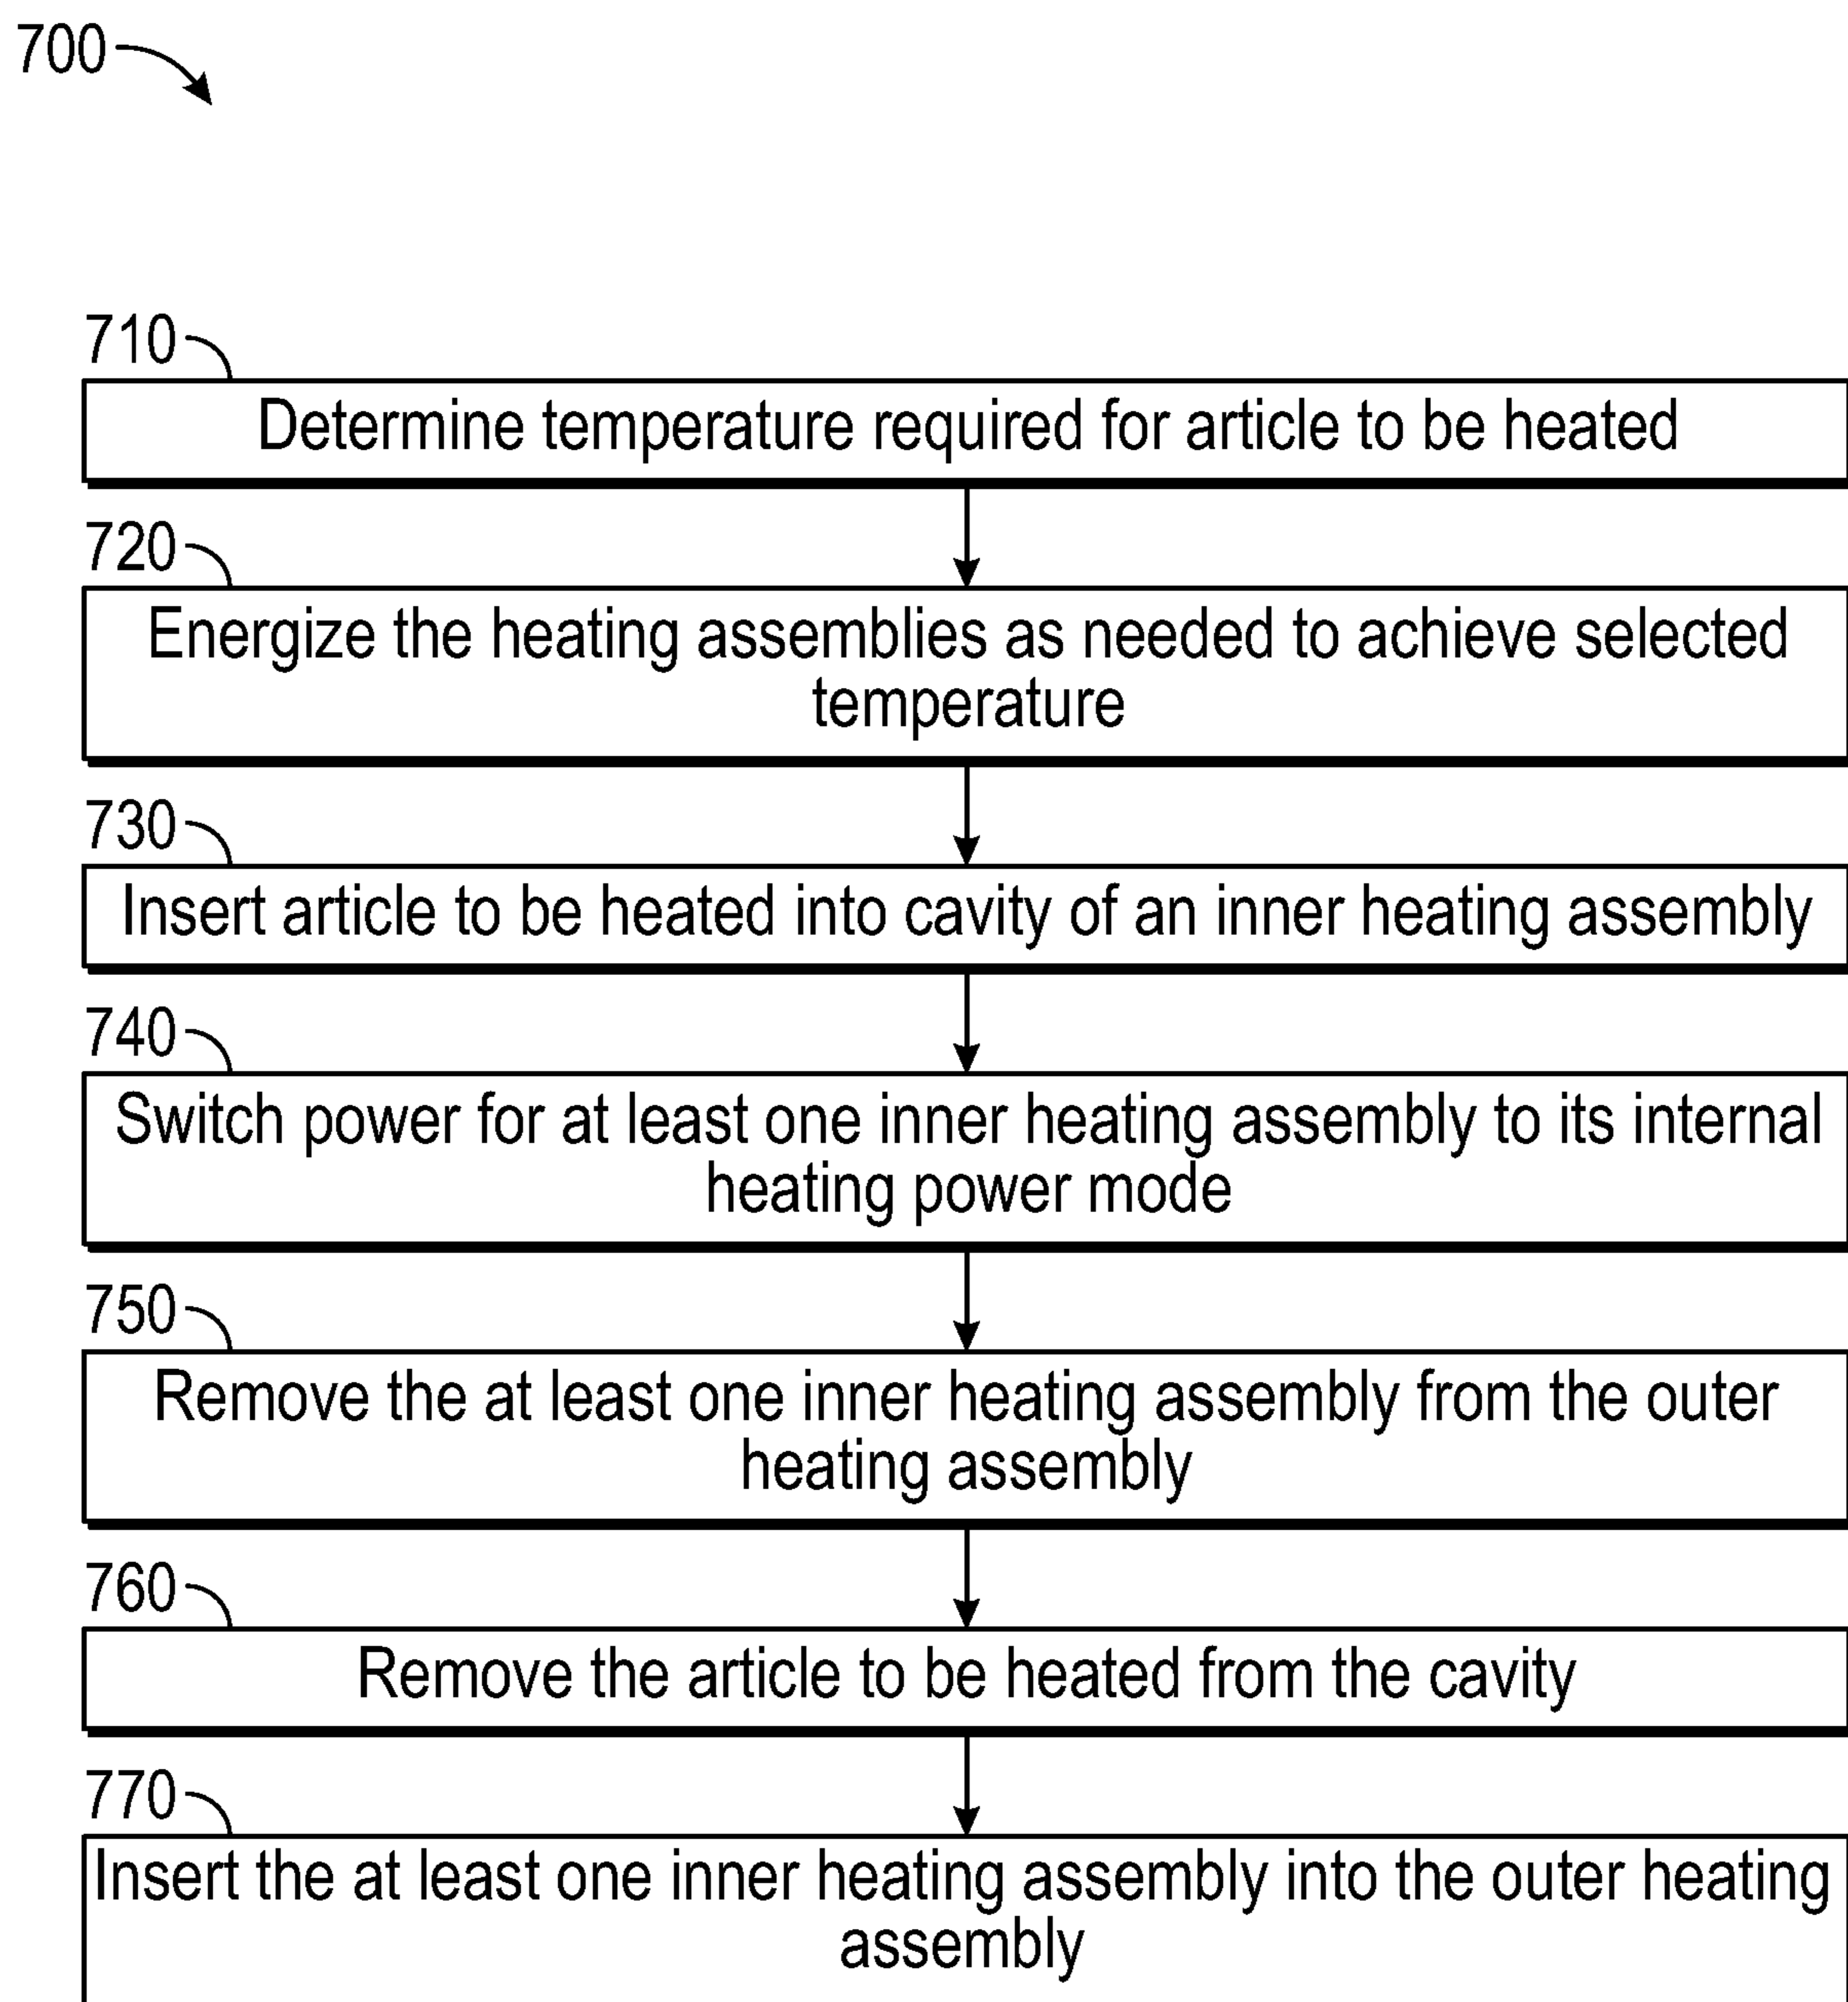 700
710
Determine temperature required for article to be heated
720
Energize the heating assemblies as needed to achieve selected
temperature
730
Insert article to be heated into cavity of an inner heating assembly
740
Switch power for at least one inner heating assembly to its internal
heating power mode
750
Remove the at least one inner heating assembly from the outer
heating assembly
760
Remove the article to be heated from the cavity
770
Insert the at least one inner heating assembly into the outer heating
assembly